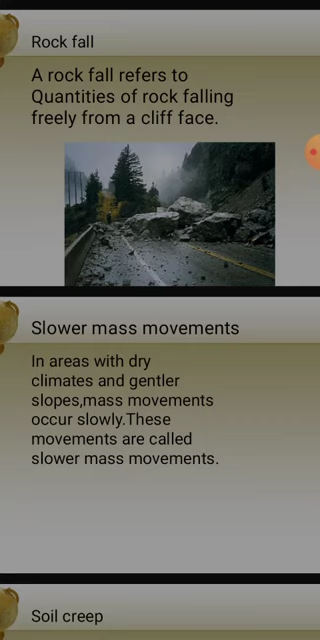 Rock fall
A rock fall refers to
Quantities of rock falling
freely from a cliff face.
Slower mass movements
In areas with dry
climates and gentler
slopes,mass movements
occur slowly.These
movements are called
slower mass movements.
Soil creep